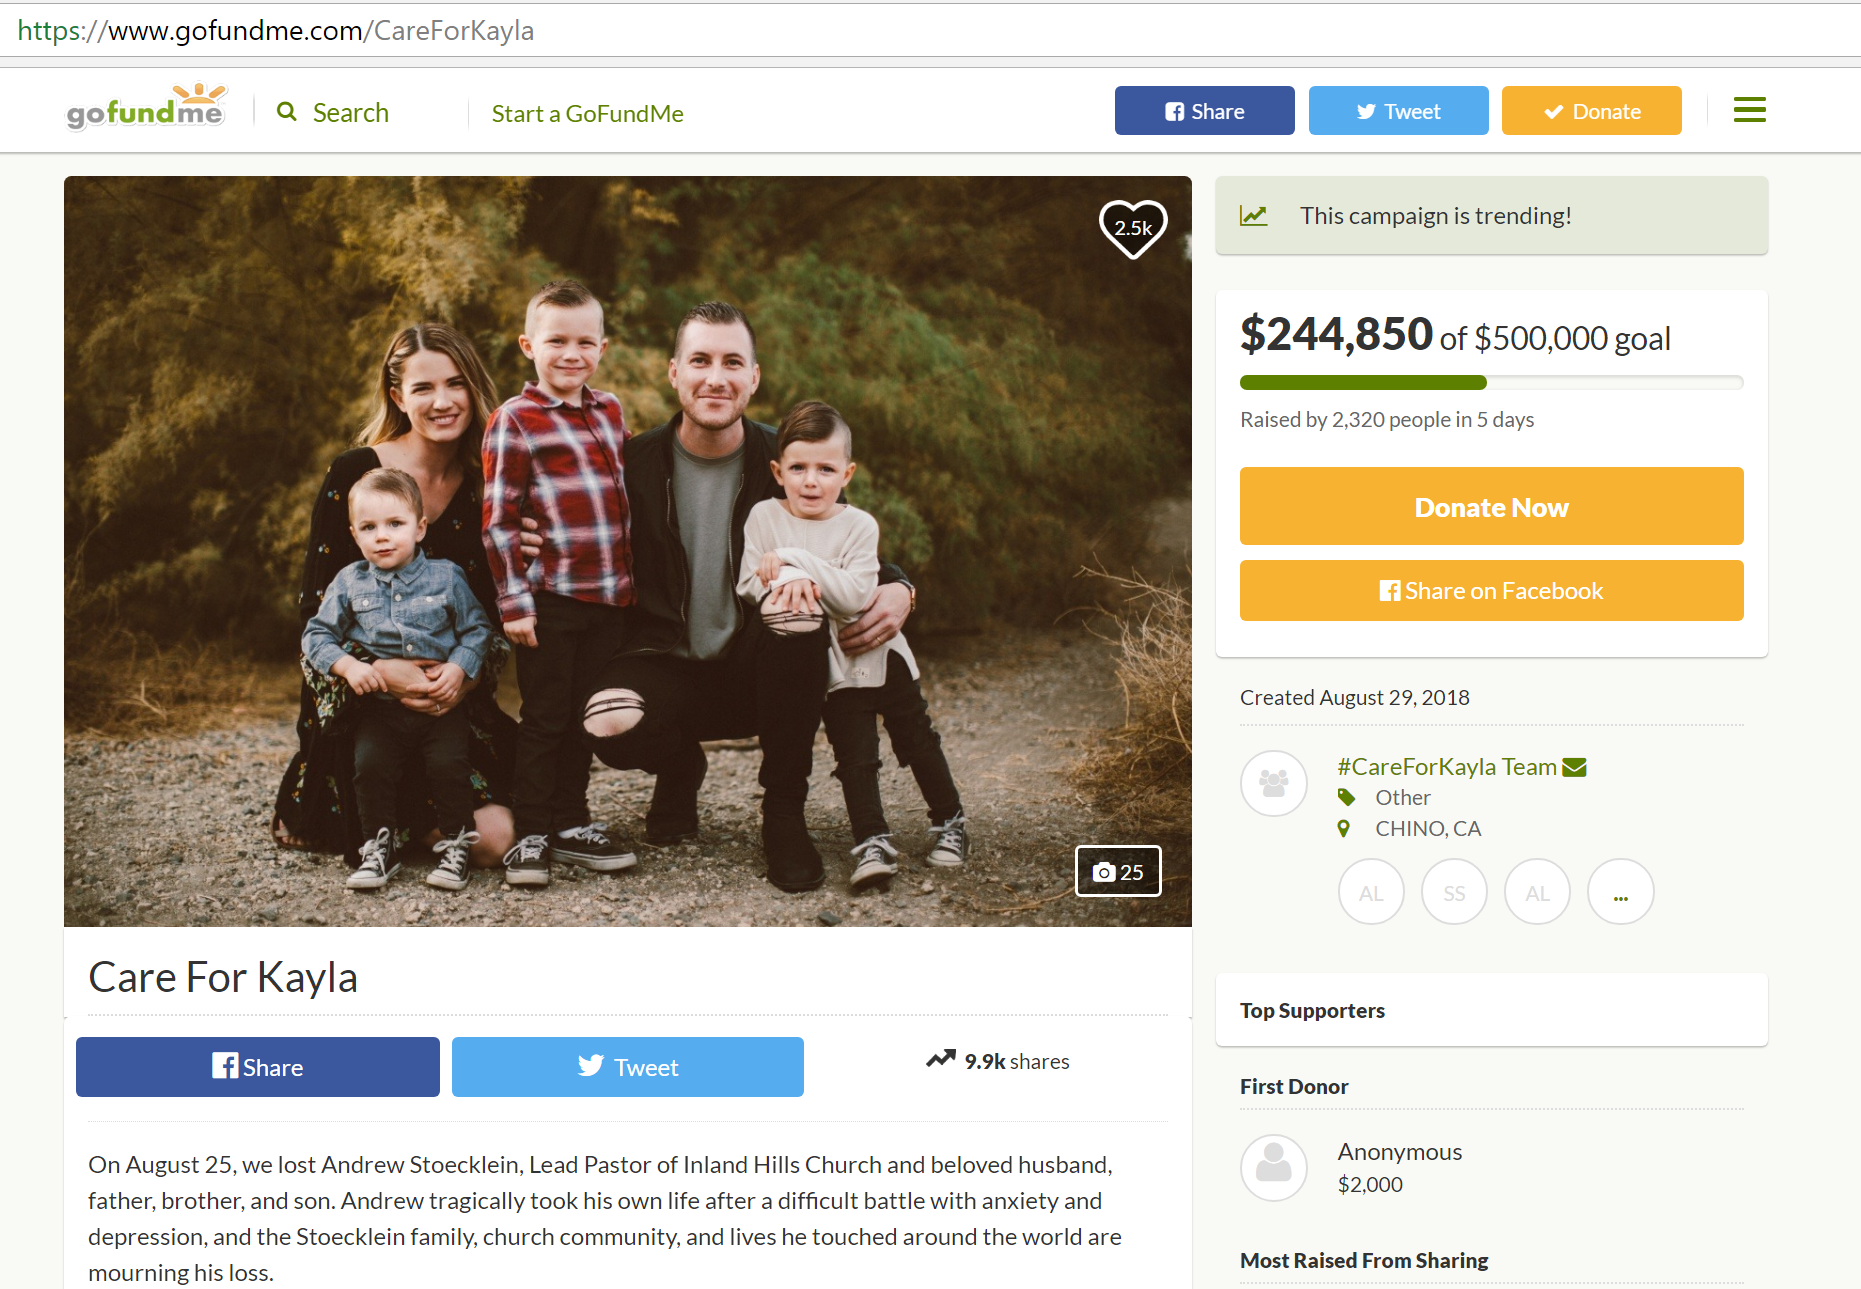 https://www.gofundme.com/CareForKayla
gofundme
Search
Start a GoFundMe
Share
Tweet
Donate
2.5k
25
This campaign is trending!
$244,850 of $500,000 goal
Raised by 2,320 people in 5 days
Donate Now
Share on Facebook
Created August 29, 2018
#CareForKayla Team
Other
CHINO, CA
AL
SS
AL
...
Care For Kayla
Share
Tweet
9.9k shares
On August 25, we lost Andrew Stoecklein, Lead Pastor of Inland Hills Church and beloved husband,
father, brother, and son. Andrew tragically took his own life after a difficult battle with anxiety and
depression, and the Stoecklein family, church community, and lives he touched around the world are
mourning his loss.
Top Supporters
First Donor
Anonymous
$2,000
Most Raised From Sharing